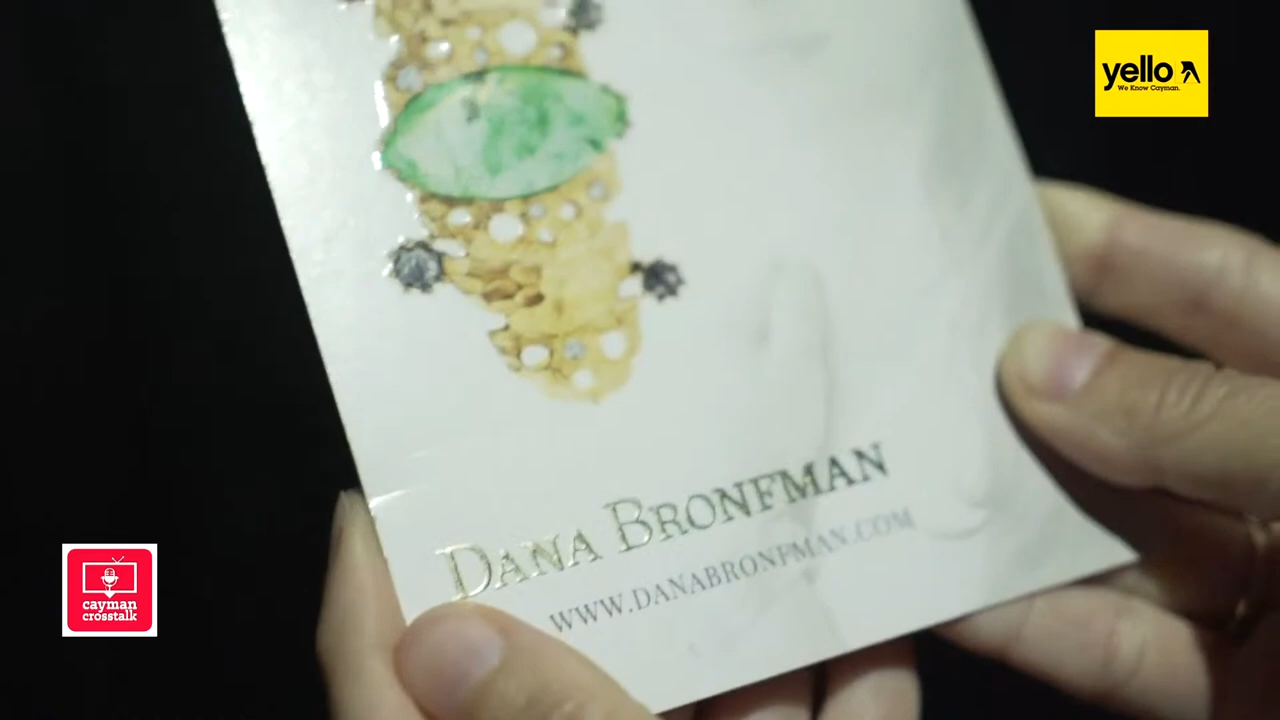 yello
We Know Cayman.
DANA BRONFMAN
WWW.DANABRONFMAN.COM
cayman
crosstalk